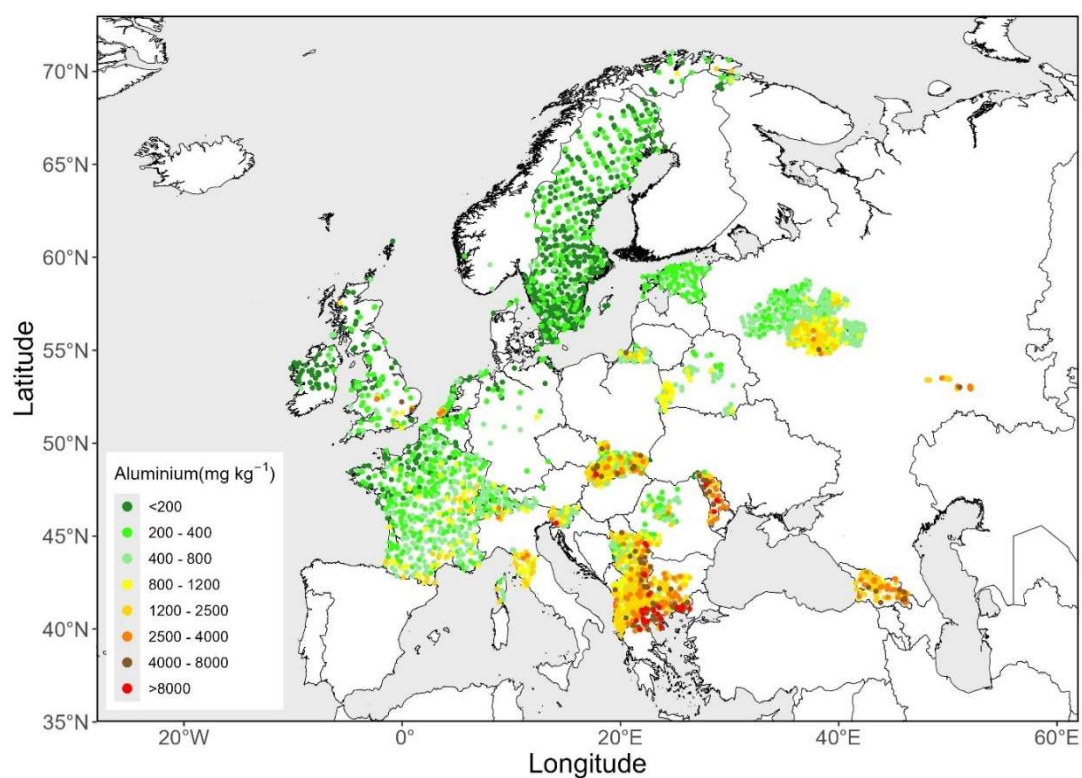 70°N
65°N
60°N
55°N
50°N
45°N
40°N
35°N
Latitude
Aluminium(mg kg⁻¹)
<200
200 - 400
400 - 800
800 - 1200
1200 - 2500
2500 - 4000
4000 - 8000
>8000
20°W
0°
20°E
40°E
60°E
Longitude